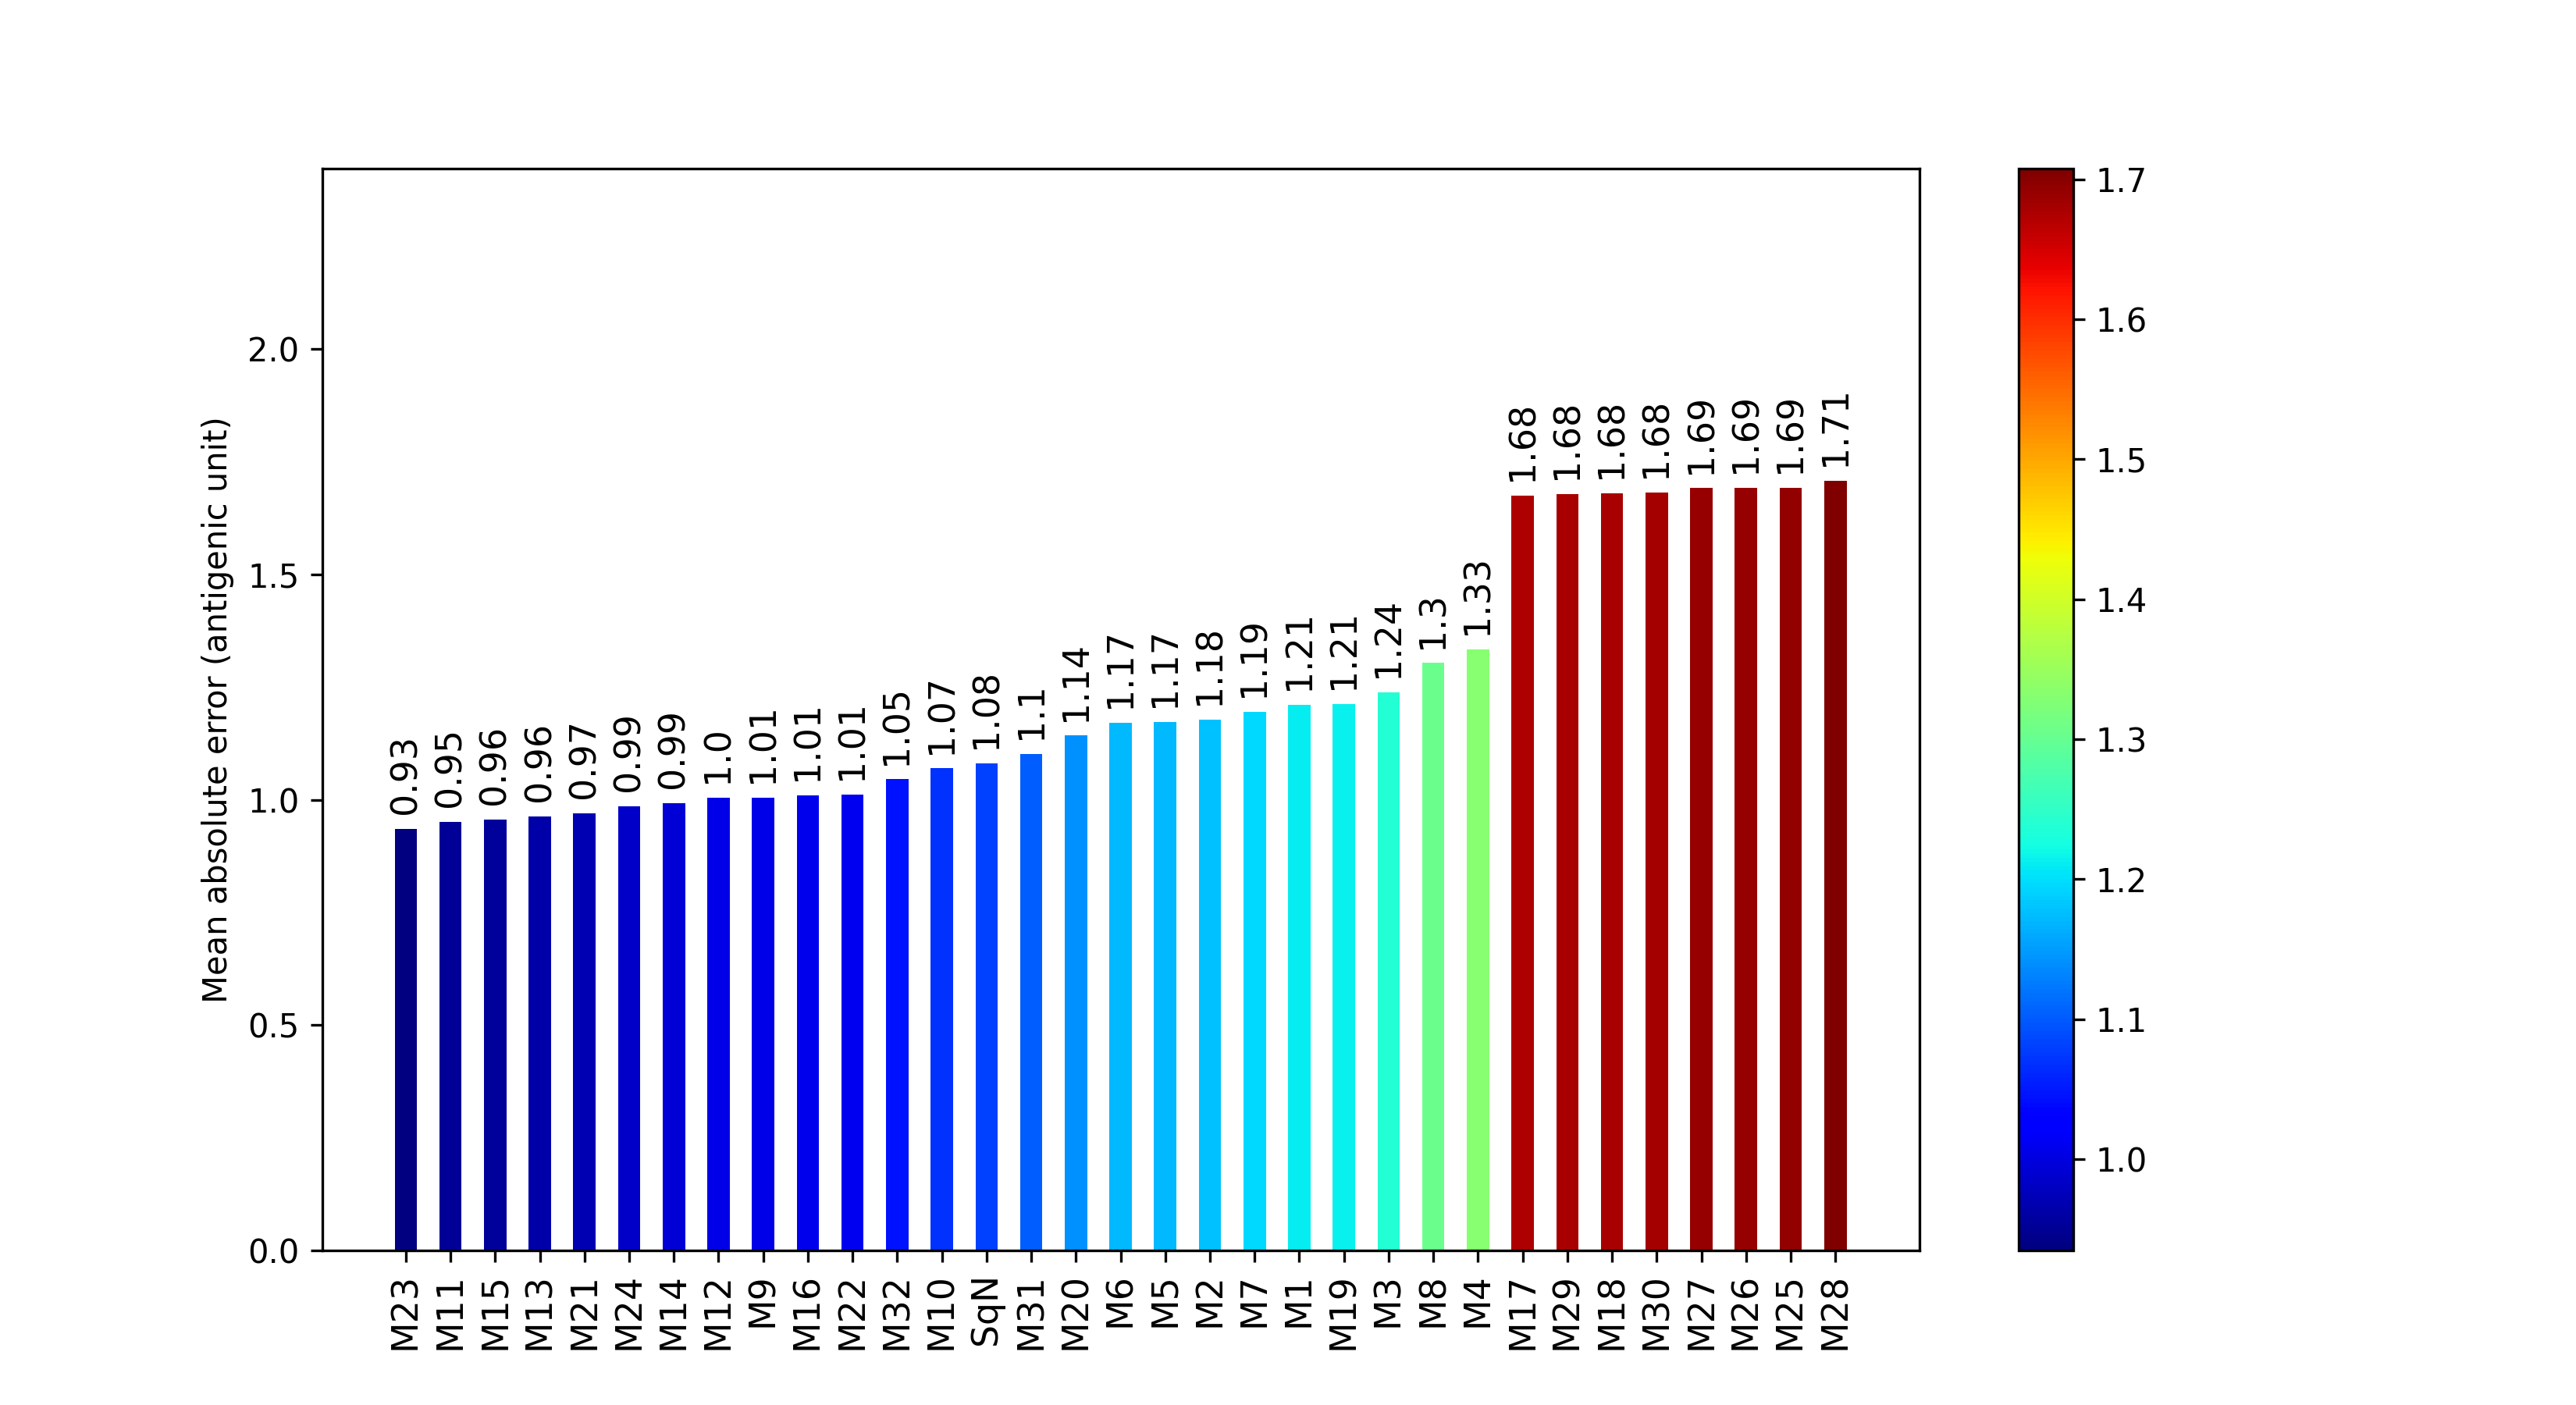 Mean absolute error (antigenic unit)
2.0
1.5
1.0
0.5
0.0
0.93
0.95
0.96
0.96
0.97
0.99
0.99
1.0
1.01
1.01
1.01
1.05
1.07
1.08
1.1
1.14
1.17
1.17
1.18
1.19
1.21
1.21
1.24
1.3
1.33
1.68
1.68
1.68
1.68
1.69
1.69
1.69
1.71
M23
M11
M15
M13
M21
M24
M14
M12
M9
M16
M22
M32
M10
SqN
M31
M20
M6
M5
M2
M7
M1
M19
M3
M8
M4
M17
M29
M18
M30
M27
M26
M25
M28
1.7
1.6
1.5
1.4
1.3
1.2
1.1
1.0